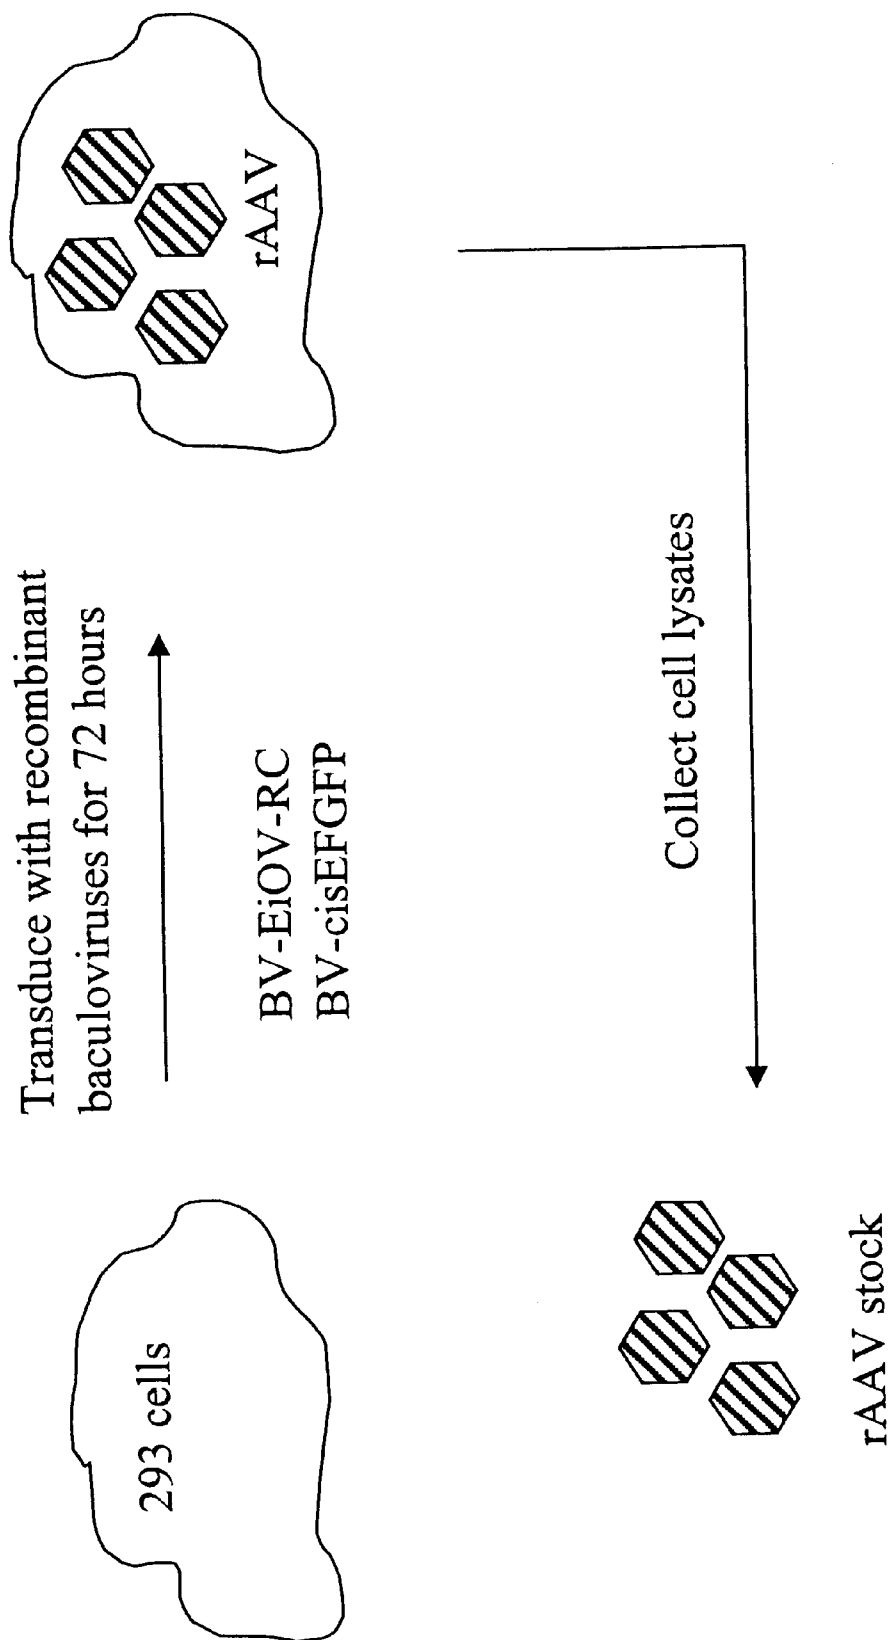 293 cells
Transduce with recombinant
baculoviruses for 72 hours
BV-EiOV-RC
BV-cisEFGFP
rAAV
Collect cell lysates
rAAV stock